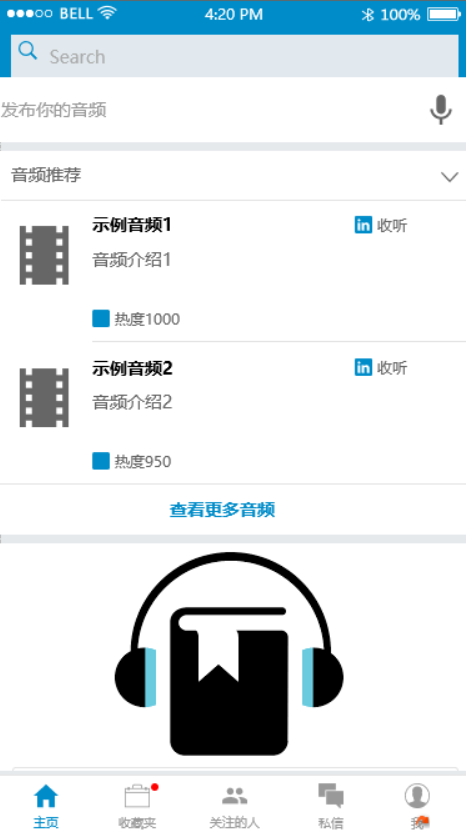 BELL 4:20 PM 100%
Search
发布你的音频
音频推荐
示例音频1
in 收听
音频介绍1
热度1000
示例音频2
in 收听
音频介绍2
热度950
查看更多音频
主页 收藏夹 关注的人 私信 我